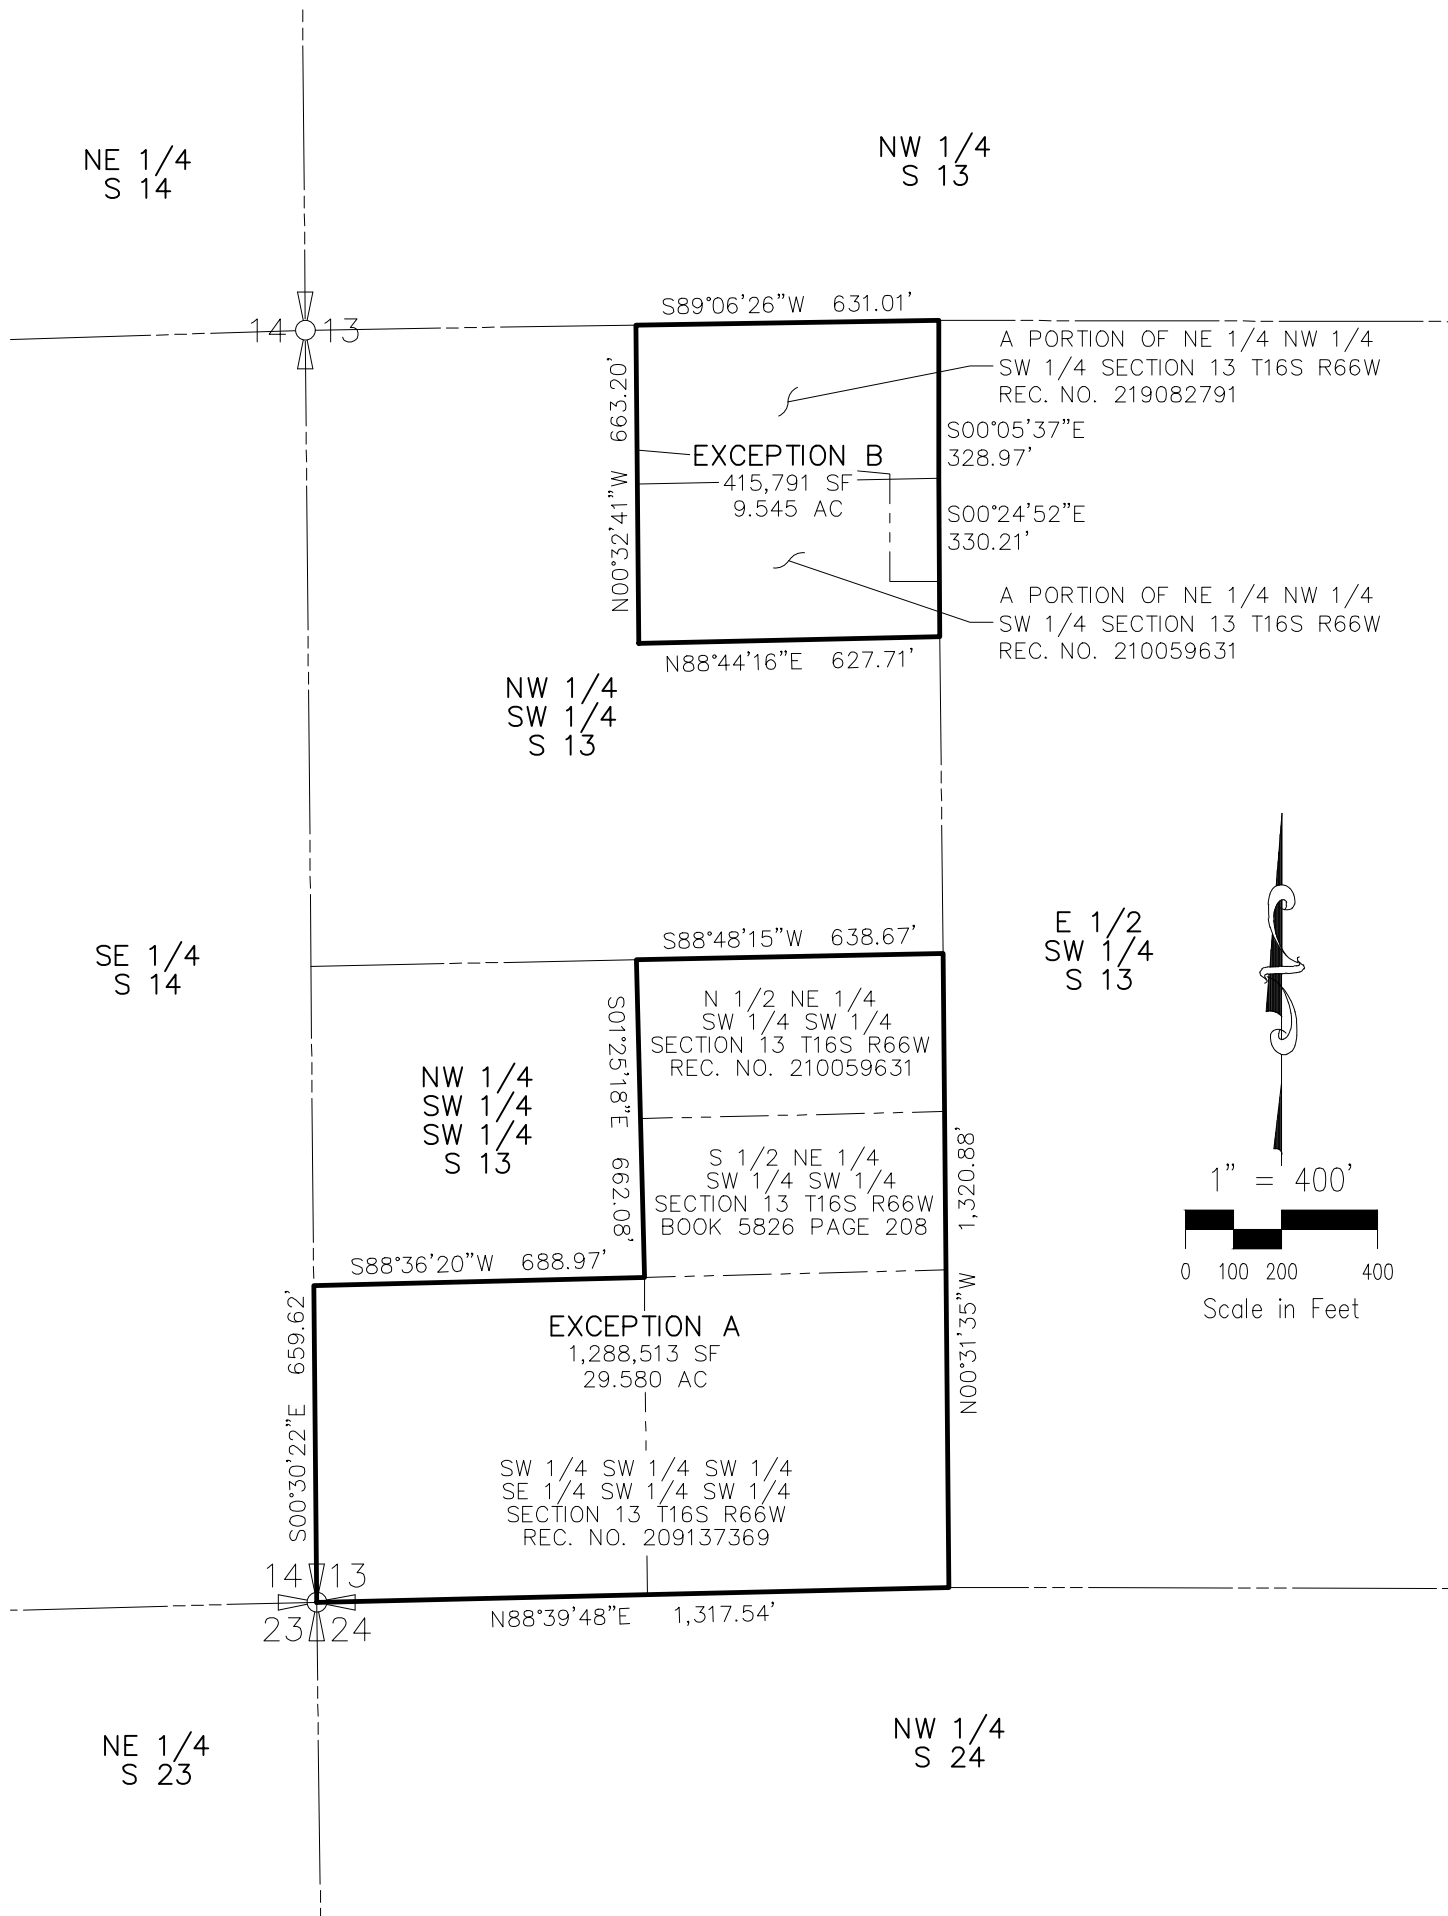 NE 1/4
S 14
NW 1/4
S 13
14 13
S89°06'26"W 631.01'
A PORTION OF NE 1/4 NW 1/4
SW 1/4 SECTION 13 T16S R66W
REC. NO. 219082791
N00°32'41"W 663.20'
S00°05'37"E
328.97'
EXCEPTION B
415,791 SF
9.545 AC
S00°24'52"E
330.21'
A PORTION OF NE 1/4 NW 1/4
SW 1/4 SECTION 13 T16S R66W
REC. NO. 210059631
N88°44'16"E 627.71'
NW 1/4
SW 1/4
S 13
SE 1/4
S 14
S88°48'15"W 638.67'
E 1/2
SW 1/4
S 13
S01°25'18"E 662.08'
N 1/2 NE 1/4
SW 1/4 SW 1/4
SECTION 13 T16S R66W
REC. NO. 210059631
NW 1/4
SW 1/4
SW 1/4
S 13
S 1/2 NE 1/4
SW 1/4 SW 1/4
SECTION 13 T16S R66W
BOOK 5826 PAGE 208
N00°31'35"W 1,320.88'
1" = 400'
0 100 200 400
Scale in Feet
S88°36'20"W 688.97'
S00°30'22"E 659.62'
EXCEPTION A
1,288,513 SF
29.580 AC
SW 1/4 SW 1/4 SW 1/4
SE 1/4 SW 1/4 SW 1/4
SECTION 13 T16S R66W
REC. NO. 209137369
14 13
23 24
N88°39'48"E 1,317.54'
NE 1/4
S 23
NW 1/4
S 24